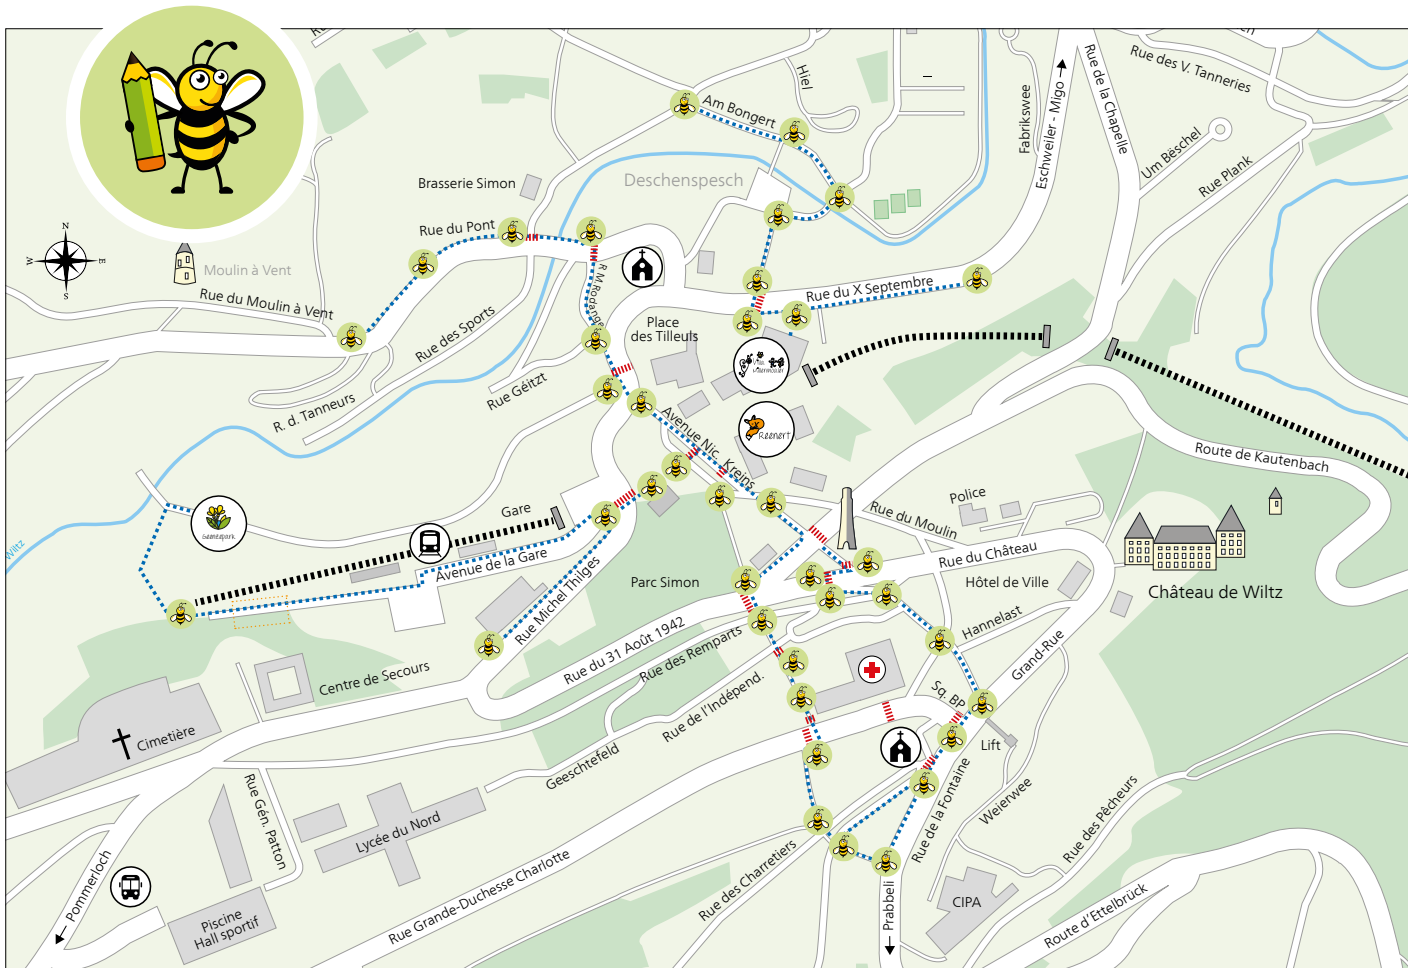 Rue des V. Tanneries
Rue de la Chapelle
Hiel
Am Bongert
Fabrikswee
Eschweiler - Migo
Um Bëschel
Rue Plank
Brasserie Simon
Deschenspesch
Rue du Pont
N
W
E
S
Moulin à Vent
Rue du Moulin à Vent
R.M.Rodange
Rue du X Septembre
Rue des Sports
Place
des Tilleuls
Rue Géitzt
R. d. Tanneurs
Reenert
Avenue Nic. Kreins
Route de Kautenbach
Police
Gare
Rue du Moulin
Geenzepark
Wiltz
Avenue de la Gare
Rue du Château
Parc Simon
Hôtel de Ville
Château de Wiltz
Rue Michel Thilges
Hannelast
Rue du 31 Août 1942
Rue des Remparts
Grand-Rue
Centre de Secours
Rue de l'Indépend.
Sq. BP
Cimetière
Lift
Geeschtefeld
Rue Gén. Patton
Rue de la Fontaine
Weierwee
Rue des Pêcheurs
Lycée du Nord
Rue Grande-Duchesse Charlotte
Rue des Charretiers
Pommerloch
Piscine
Hall sportif
Prabbeli
CIPA
Route d'Ettelbrück